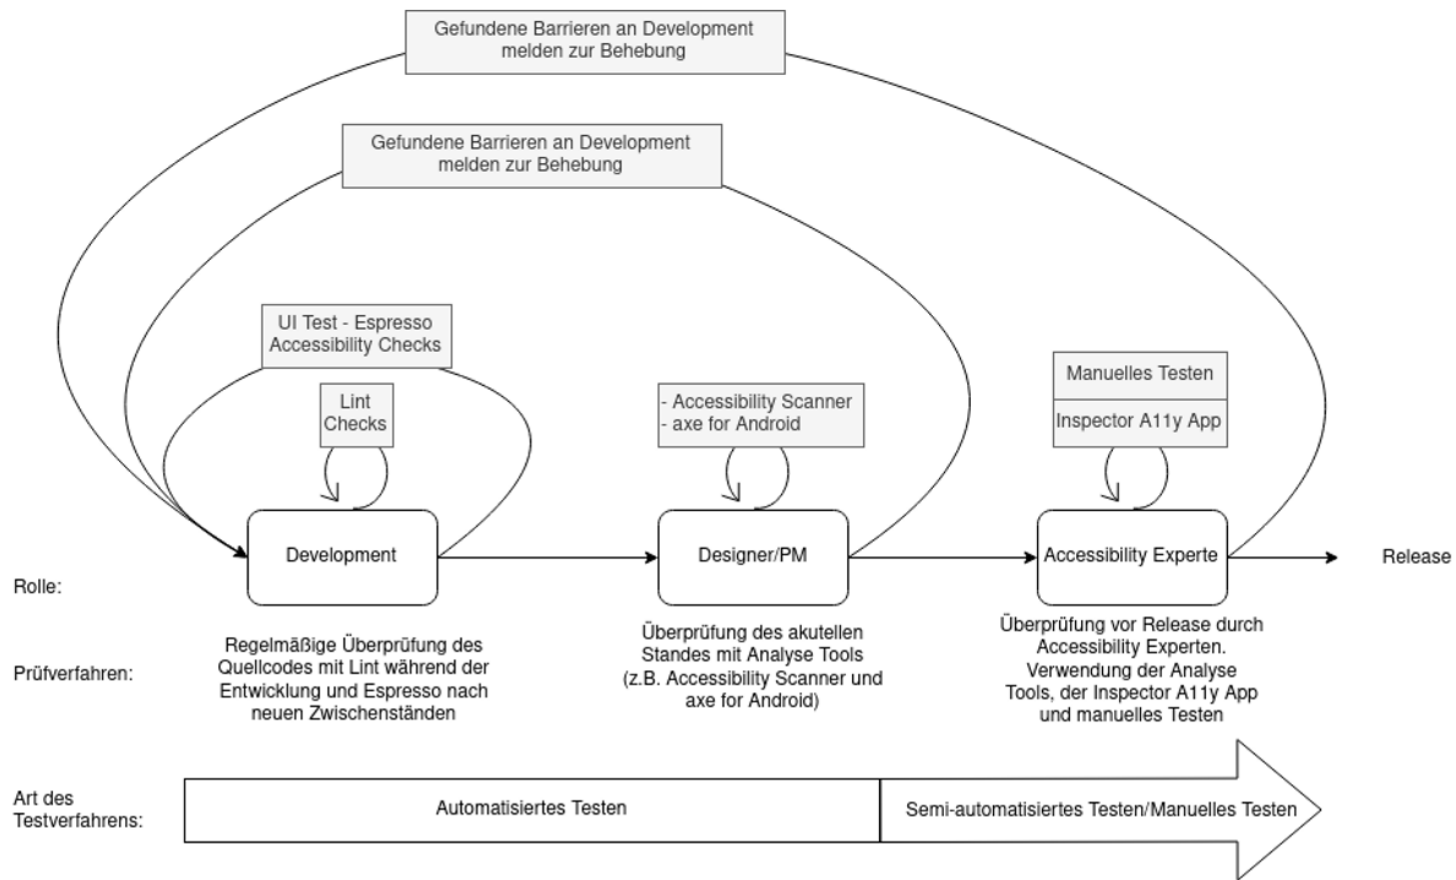 Gefundene Barrieren an Development
melden zur Behebung
Gefundene Barrieren an Development
melden zur Behebung
UI Test - Espresso
Accessibility Checks
Lint
Checks
- Accessibility Scanner
- axe for Android
Manuelles Testen
Inspector A11y App
Development
Designer/PM
Accessibility Experte
Release
Rolle:
Prüfverfahren:
Regelmäßige Überprüfung des
Quellcodes mit Lint während der
Entwicklung und Espresso nach
neuen Zwischenständen
Überprüfung des akutellen
Standes mit Analyse Tools
(z.B. Accessibility Scanner und
axe for Android)
Überprüfung vor Release durch
Accessibility Experten.
Verwendung der Analyse
Tools, der Inspector A11y App
und manuelles Testen
Art des
Testverfahrens:
Automatisiertes Testen
Semi-automatisiertes Testen/Manuelles Testen